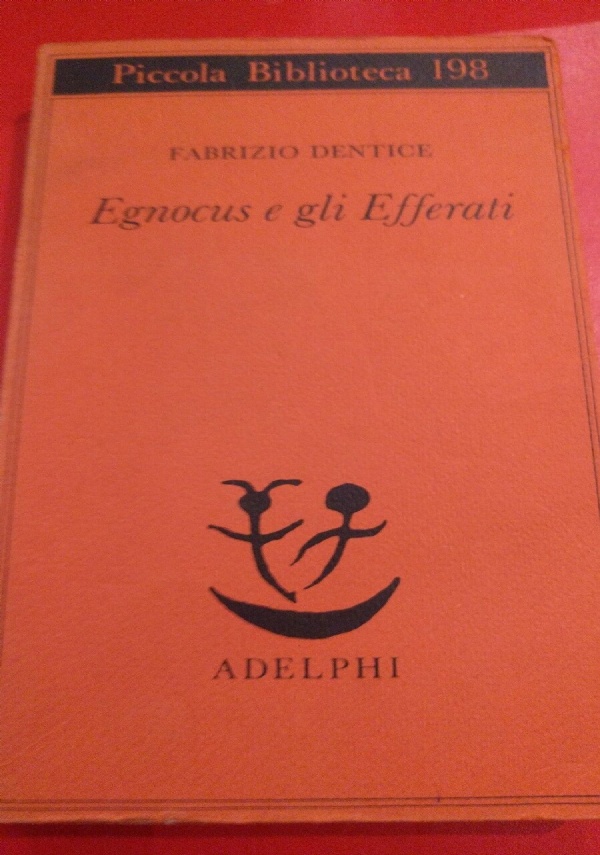 Piccola Biblioteca 198
FABRIZIO DENTICE
Egnocus e gli Efferati
ADELPHI